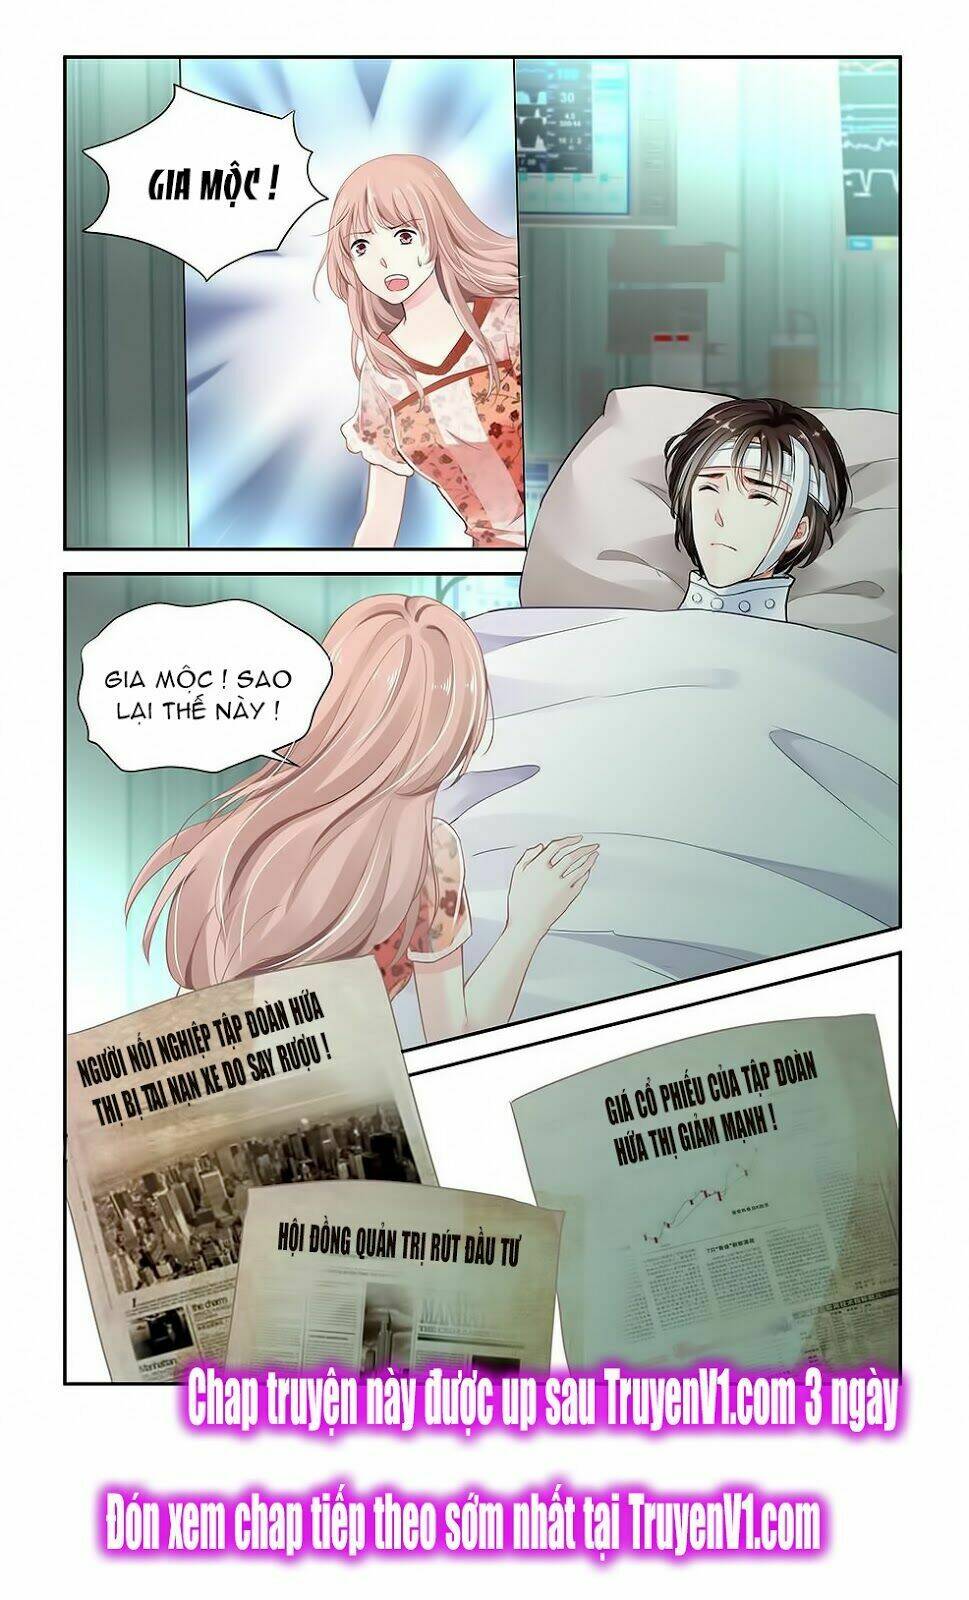 GIA MỘC !
GIA MỘC ! SAO
LẠI THẾ NÀY !
NGƯỜI NỐI NGHIỆP TẬP ĐOÀN HỨA
THỊ BỊ TAI NẠN XE DO SAY RƯỢU !
GIÁ CỔ PHIẾU CỦA TẬP ĐOÀN
HỨA THỊ GIẢM MẠNH !
HỘI ĐỒNG QUẢN TRỊ RÚT ĐẦU TƯ
the charm
Manhattan
Chap truyện này được up sau TruyenV1.com 3 ngày
Đón xem chap tiếp theo sớm nhất tại TruyenV1.com